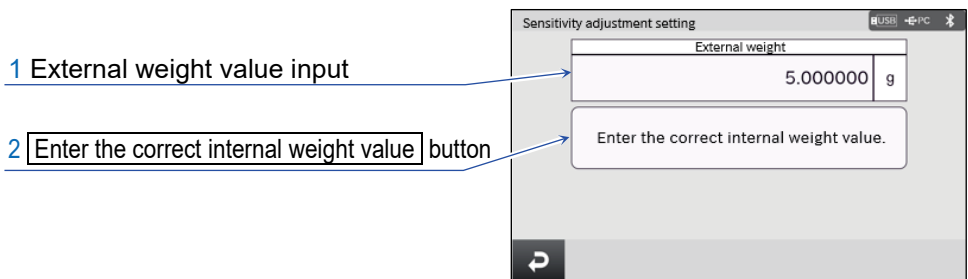 Sensitivity adjustment setting
USB PC
External weight
1 External weight value input
5.000000 g
2 Enter the correct internal weight value button
Enter the correct internal weight value.